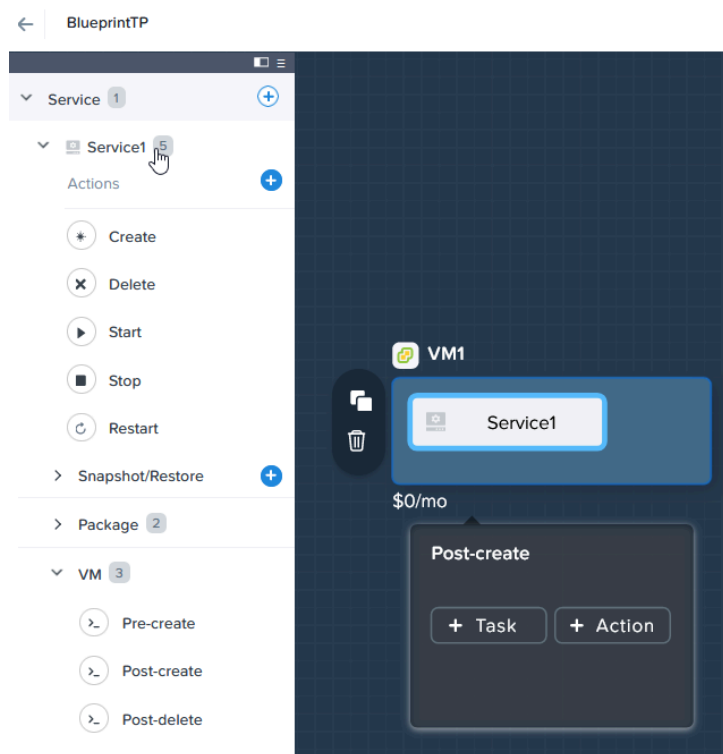 BlueprintTP
Service 1
Service1 5
Actions
Create
Delete
Start
Stop
Restart
Snapshot/Restore
Package 2
VM 3
Pre-create
Post-create
Post-delete
VM1
Service1
$0/mo
Post-create
+ Task
+ Action